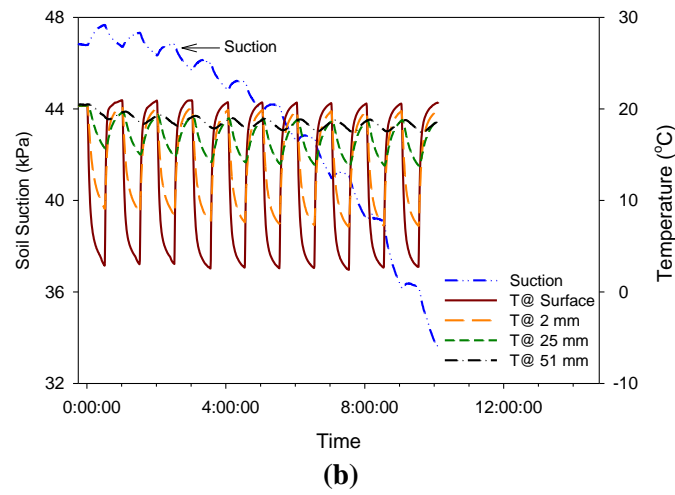 48
44
40
36
32
Soil Suction (kPa)
30
20
10
0
-10
Temperature (°C)
Suction
Suction
T@ Surface
T@ 2 mm
T@ 25 mm
T@ 51 mm
0:00:00 4:00:00 8:00:00 12:00:00
Time
(b)